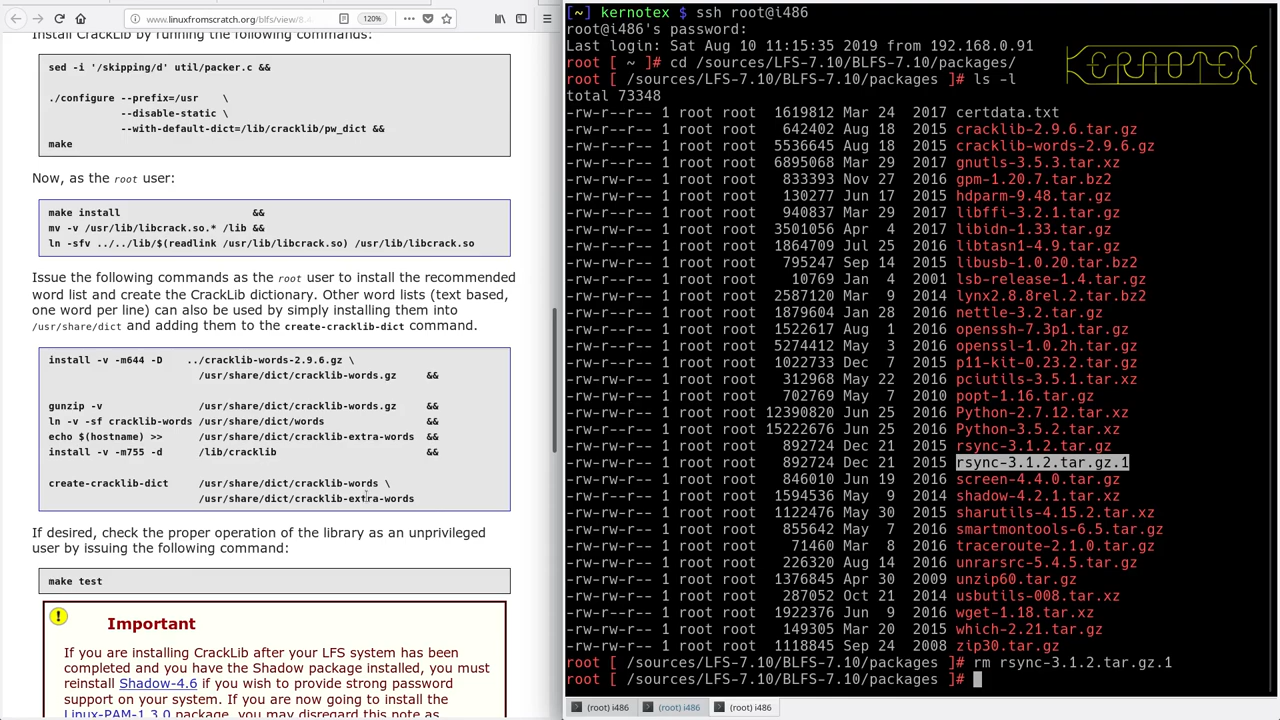 www.linuxfromscratch.org/blfs/view/8.4
120%
Install CrackLib by running the following commands:
sed -i '/skipping/d' util/packer.c &&
./configure --prefix=/usr \
--disable-static \
--with-default-dict=/lib/cracklib/pw_dict &&
make
Now, as the root user:
make install &&
mv -v /usr/lib/libcrack.so.* /lib &&
ln -sfv ../../lib/$(readlink /usr/lib/libcrack.so) /usr/lib/libcrack.so
Issue the following commands as the root user to install the recommended
word list and create the CrackLib dictionary. Other word lists (text based,
one word per line) can also be used by simply installing them into
/usr/share/dict and adding them to the create-cracklib-dict command.
install -v -m644 -D ../cracklib-words-2.9.6.gz \
/usr/share/dict/cracklib-words.gz &&
gunzip -v /usr/share/dict/cracklib-words.gz &&
ln -v -sf cracklib-words /usr/share/dict/words &&
echo $(hostname) >> /usr/share/dict/cracklib-extra-words &&
install -v -m755 -d /lib/cracklib &&
create-cracklib-dict /usr/share/dict/cracklib-words \
/usr/share/dict/cracklib-extra-words
If desired, check the proper operation of the library as an unprivileged
user by issuing the following command:
make test
Important
If you are installing CrackLib after your LFS system has been
completed and you have the Shadow package installed, you must
reinstall Shadow-4.6 if you wish to provide strong password
support on your system. If you are now going to install the
Linux-PAM-1.3.0 package, you may disregard this note as
[~] kernotex $ ssh root@i486
root@i486's password:
Last login: Sat Aug 10 11:15:35 2019 from 192.168.0.91
root [ ~ ]# cd /sources/LFS-7.10/BLFS-7.10/packages/
root [ /sources/LFS-7.10/BLFS-7.10/packages ]# ls -l
total 73348
-rw-r--r-- 1 root root 1619812 Mar 24 2017 certdata.txt
-rw-r--r-- 1 root root 642402 Aug 18 2015 cracklib-2.9.6.tar.gz
-rw-r--r-- 1 root root 5536645 Aug 18 2015 cracklib-words-2.9.6.gz
-rw-r--r-- 1 root root 6895068 Mar 29 2017 gnutls-3.5.3.tar.xz
-rw-r--r-- 1 root root 833393 Nov 27 2016 gpm-1.20.7.tar.bz2
-rw-r--r-- 1 root root 130277 Jun 17 2015 hdparm-9.48.tar.gz
-rw-r--r-- 1 root root 940837 Mar 29 2017 libffi-3.2.1.tar.gz
-rw-r--r-- 1 root root 3501056 Apr 4 2017 libidn-1.33.tar.gz
-rw-r--r-- 1 root root 1864709 Jul 25 2016 libtasn1-4.9.tar.gz
-rw-r--r-- 1 root root 795247 Sep 14 2015 libusb-1.0.20.tar.bz2
-rw-r--r-- 1 root root 10769 Jan 4 2001 lsb-release-1.4.tar.gz
-rw-r--r-- 1 root root 2587120 Mar 9 2014 lynx2.8.8rel.2.tar.bz2
-rw-r--r-- 1 root root 1879604 Jan 28 2016 nettle-3.2.tar.gz
-rw-r--r-- 1 root root 1522617 Aug 1 2016 openssh-7.3p1.tar.gz
-rw-r--r-- 1 root root 5274412 May 3 2016 openssl-1.0.2h.tar.gz
-rw-r--r-- 1 root root 1022733 Dec 7 2015 p11-kit-0.23.2.tar.gz
-rw-r--r-- 1 root root 312968 May 22 2016 pciutils-3.5.1.tar.xz
-rw-r--r-- 1 root root 702769 May 7 2010 popt-1.16.tar.gz
-rw-r--r-- 1 root root 12390820 Jun 25 2016 Python-2.7.12.tar.xz
-rw-r--r-- 1 root root 15222676 Jun 25 2016 Python-3.5.2.tar.xz
-rw-r--r-- 1 root root 892724 Dec 21 2015 rsync-3.1.2.tar.gz
-rw-r--r-- 1 root root 892724 Dec 21 2015 rsync-3.1.2.tar.gz.1
-rw-r--r-- 1 root root 846010 Jun 19 2016 screen-4.4.0.tar.gz
-rw-r--r-- 1 root root 1594536 May 9 2014 shadow-4.2.1.tar.xz
-rw-r--r-- 1 root root 1122476 May 30 2015 sharutils-4.15.2.tar.xz
-rw-r--r-- 1 root root 855642 May 7 2016 smartmontools-6.5.tar.gz
-rw-r--r-- 1 root root 71460 Mar 8 2016 traceroute-2.1.0.tar.gz
-rw-r--r-- 1 root root 226320 Aug 14 2016 unrarsrc-5.4.5.tar.gz
-rw-r--r-- 1 root root 1376845 Apr 30 2009 unzip60.tar.gz
-rw-r--r-- 1 root root 287052 Oct 21 2014 usbutils-008.tar.xz
-rw-r--r-- 1 root root 1922376 Jun 9 2016 wget-1.18.tar.xz
-rw-r--r-- 1 root root 149305 Mar 20 2015 which-2.21.tar.gz
-rw-r--r-- 1 root root 1118845 Sep 24 2008 zip30.tar.gz
root [ /sources/LFS-7.10/BLFS-7.10/packages ]# rm rsync-3.1.2.tar.gz.1
root [ /sources/LFS-7.10/BLFS-7.10/packages ]#
KERNOTEX
(root) i486
(root) i486
(root) i486